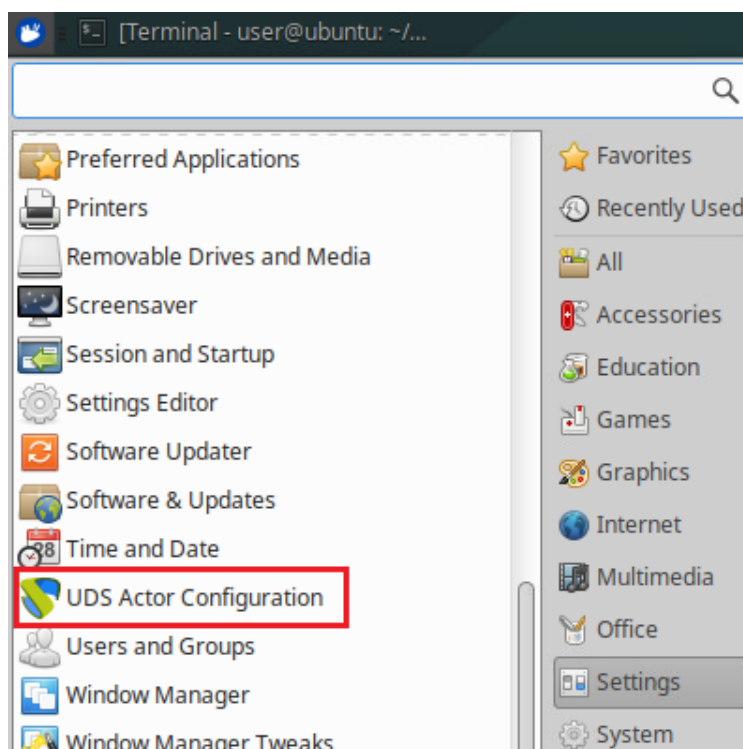 [Terminal - user@ubuntu: ~/...
Preferred Applications
Printers
Removable Drives and Media
Screensaver
Session and Startup
Settings Editor
Software Updater
Software & Updates
28
Time and Date
UDS Actor Configuration
Users and Groups
Window Manager
Window Manager Tweaks
Favorites
Recently Used
All
Accessories
Education
Games
Graphics
Internet
Multimedia
Office
Settings
System